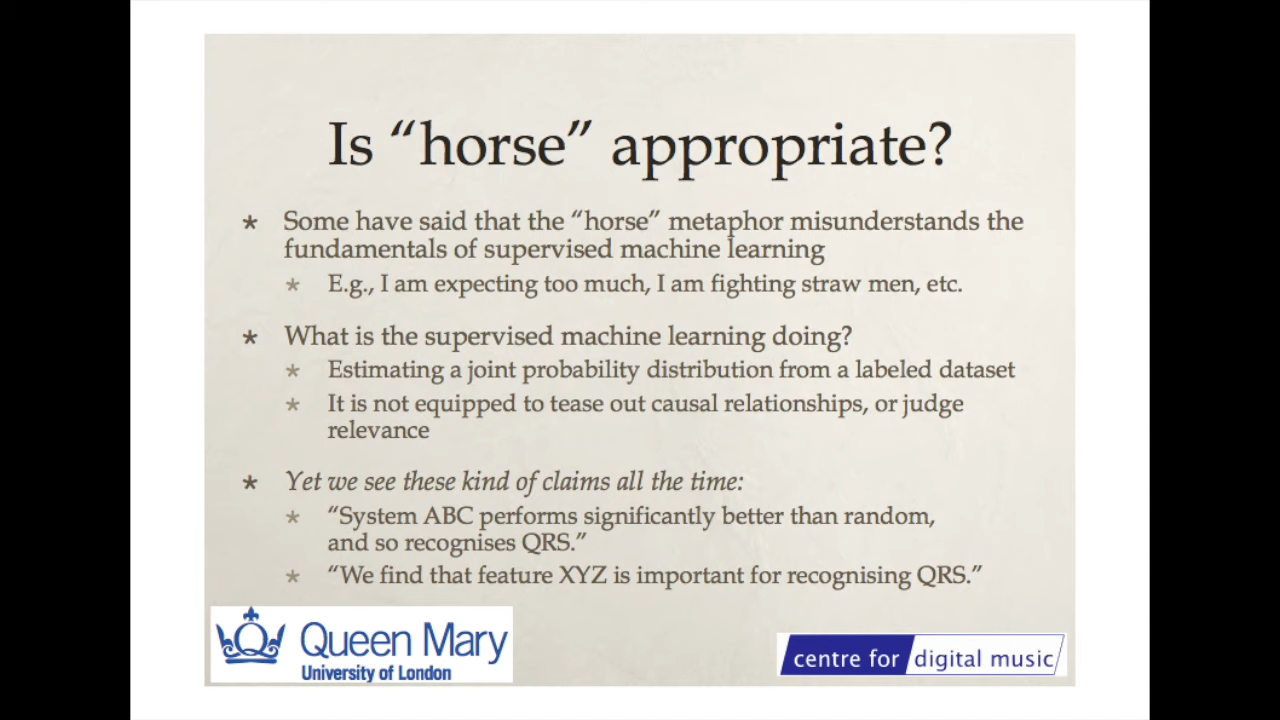 Is “horse” appropriate?
* Some have said that the “horse” metaphor misunderstands the
fundamentals of supervised machine learning
* E.g., I am expecting too much, I am fighting straw men, etc.
* What is the supervised machine learning doing?
* Estimating a joint probability distribution from a labeled dataset
* It is not equipped to tease out causal relationships, or judge
relevance
* Yet we see these kind of claims all the time:
* “System ABC performs significantly better than random,
and so recognises QRS.”
* “We find that feature XYZ is important for recognising QRS.”
Queen Mary
University of London
centre for digital music